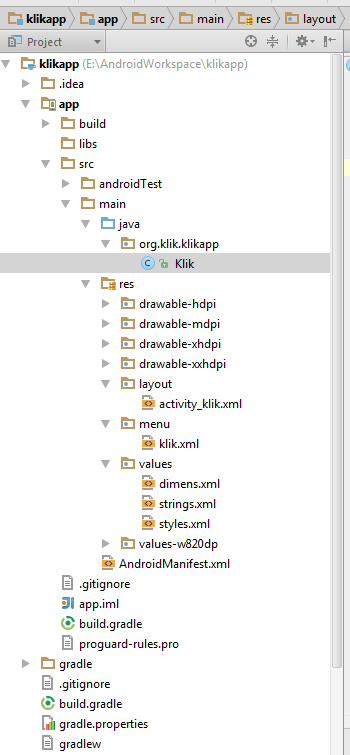 klikapp app src main res layout
Project
klikapp (E:\AndroidWorkspace\klikapp)
.idea
app
build
libs
src
androidTest
main
java
org.klik.klikapp
C Klik
res
drawable-hdpi
drawable-mdpi
drawable-xhdpi
drawable-xxhdpi
layout
activity_klik.xml
menu
klik.xml
values
dimens.xml
strings.xml
styles.xml
values-w820dp
AndroidManifest.xml
.gitignore
app.iml
build.gradle
proguard-rules.pro
gradle
.gitignore
build.gradle
gradle.properties
gradlew